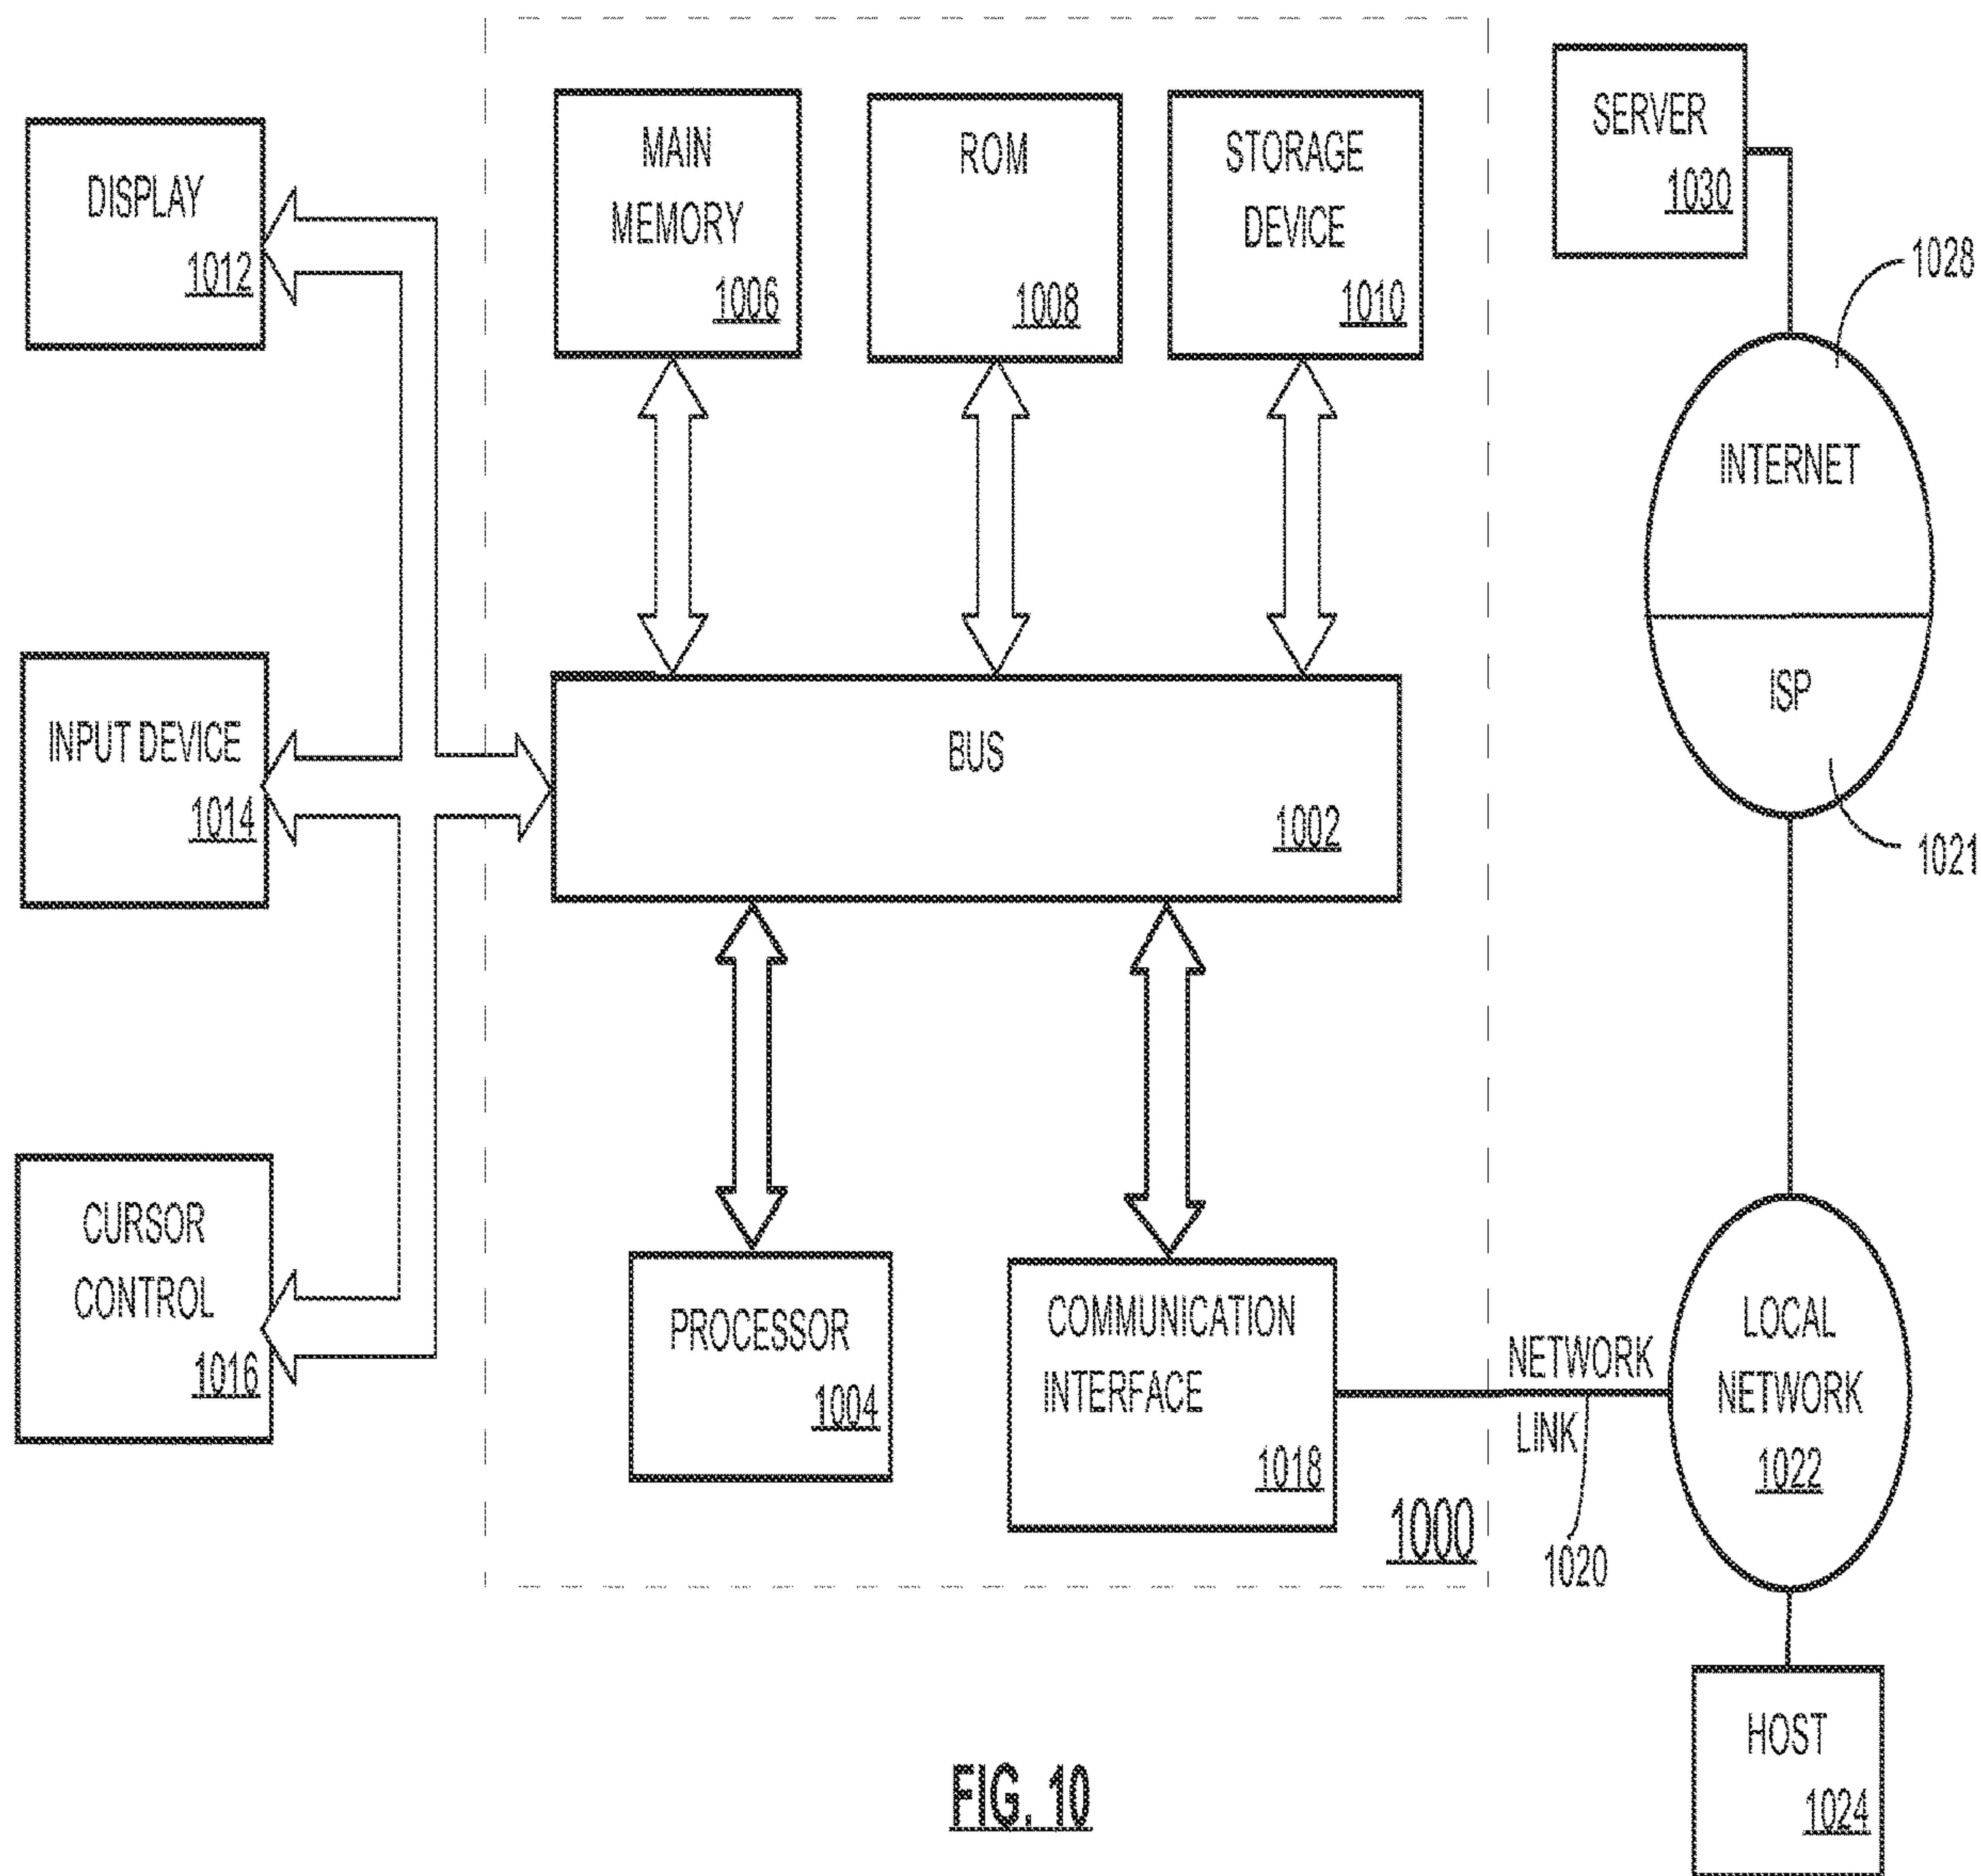 DISPLAY
1012
INPUT DEVICE
1014
CURSOR
CONTROL
1016
MAIN
MEMORY
1006
ROM
1008
STORAGE
DEVICE
1010
BUS
1002
PROCESSOR
1004
COMMUNICATION
INTERFACE
1018
1000
SERVER
1030
1028
INTERNET
ISP
1021
NETWORK
LINK
1020
LOCAL
NETWORK
1022
HOST
1024
FIG. 10